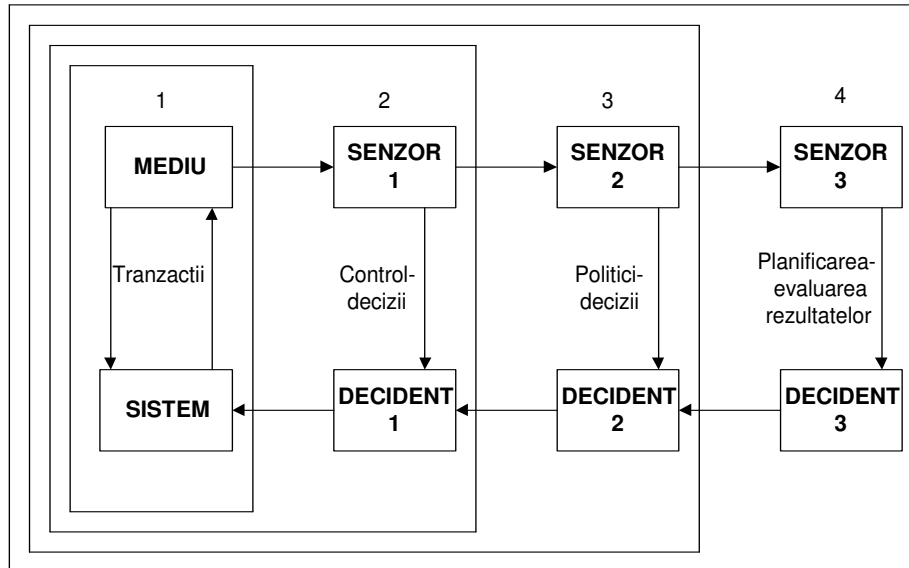 1
2
3
4
MEDIU
SENZOR
1
SENZOR
2
SENZOR
3
Tranzactii
Control-
decizii
Politici-
decizii
Planificarea-
evaluarea
rezultatelor
SISTEM
DECIDENT
1
DECIDENT
2
DECIDENT
3